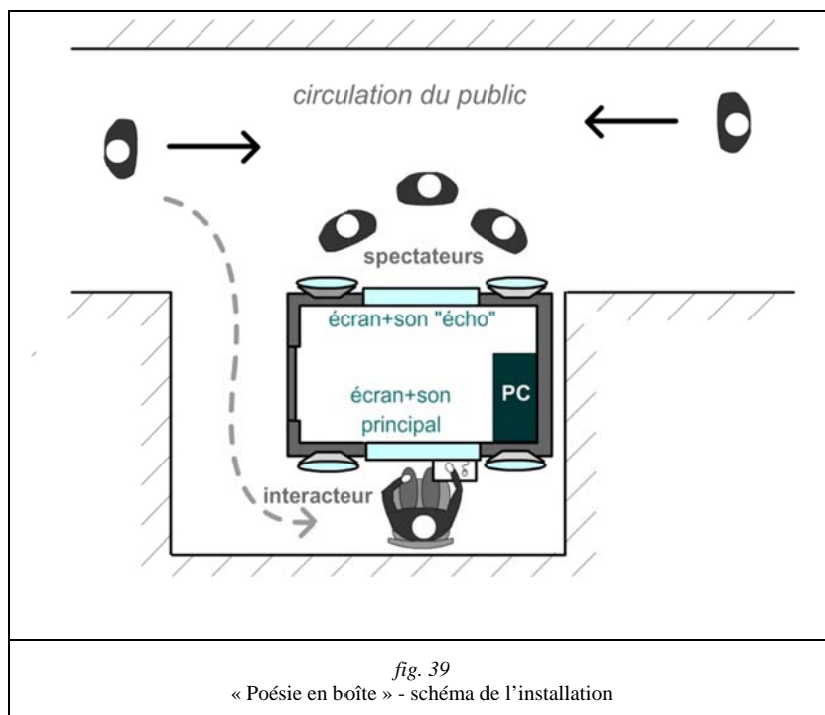 circulation du public
spectateurs
écran+son "écho"
écran+son
principal
PC
interacteur
fig. 39
« Poésie en boîte » - schéma de l'installation